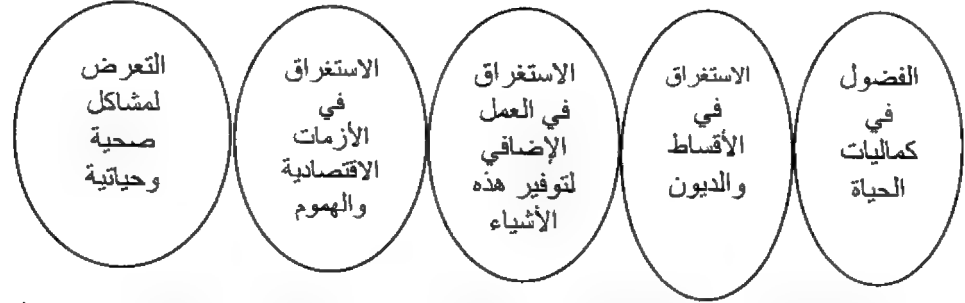 الفضول
في
كماليات
الحياة
الاستغراق
في
الأقساط
والديون
الاستغراق
في العمل
الإضافي
لتوفير هذه
الأشياء
الاستغراق
في
الأزمات
الاقتصادية
والهموم
التعرض
لمشاكل
صحية
وحياتية